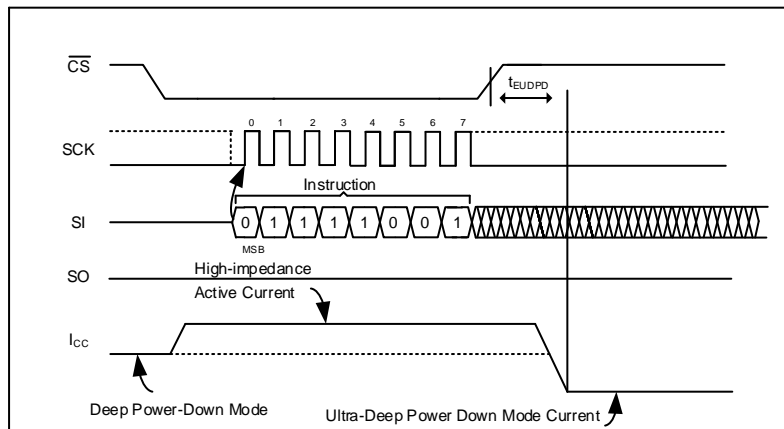 CS
tEUDPD
0 1 2 3 4 5 6 7
SCK
Instruction
SI
0 1 1 1 1 0 0 1
MSB
High-impedance
SO
Active Current
ICC
Deep Power-Down Mode
Ultra-Deep Power Down Mode Current